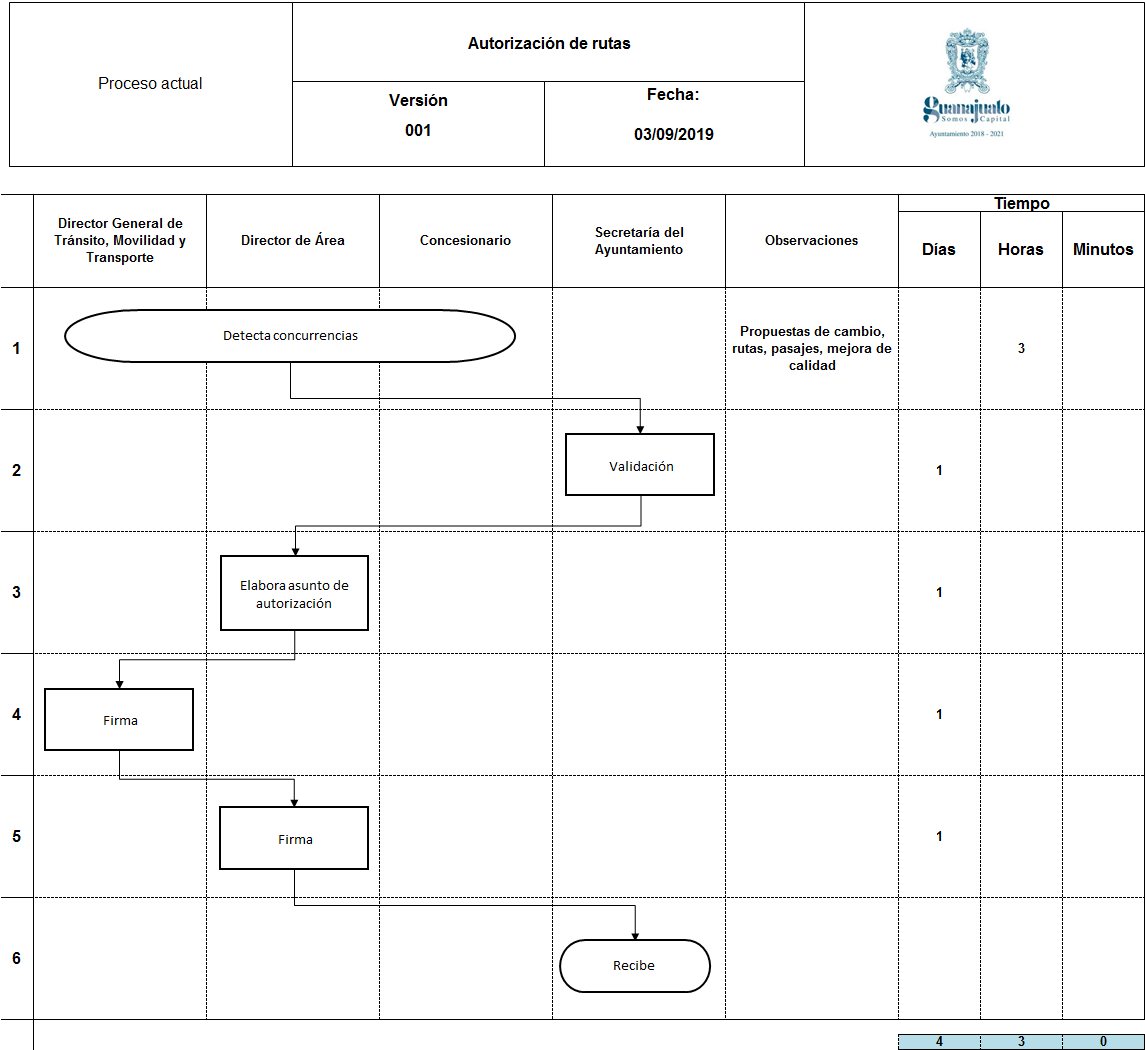 Proceso actual
Autorización de rutas
Versión
001
Fecha:
03/09/2019
guanajuato
Somos Capital
Ayuntamiento 2018 - 2021
Director General de
Tránsito, Movilidad y
Transporte
Director de Área
Concesionario
Secretaría del
Ayuntamiento
Observaciones
Tiempo
Días
Horas
Minutos
1
Detecta concurrencias
Propuestas de cambio,
rutas, pasajes, mejora de
calidad
3
2
Validación
1
3
Elabora asunto de
autorización
1
4
Firma
1
5
Firma
1
6
Recibe
4
3
0